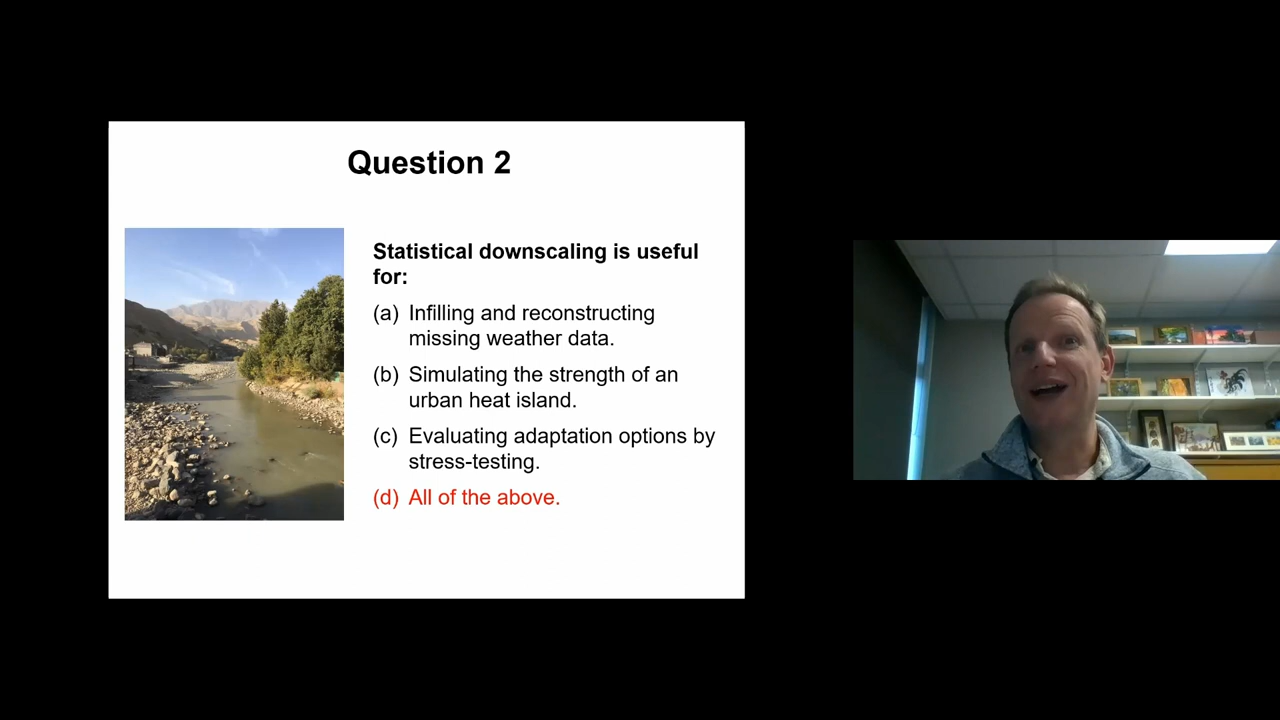 Question 2
Statistical downscaling is useful
for:
(a) Infilling and reconstructing
missing weather data.
(b) Simulating the strength of an
urban heat island.
(c) Evaluating adaptation options by
stress-testing.
(d) All of the above.